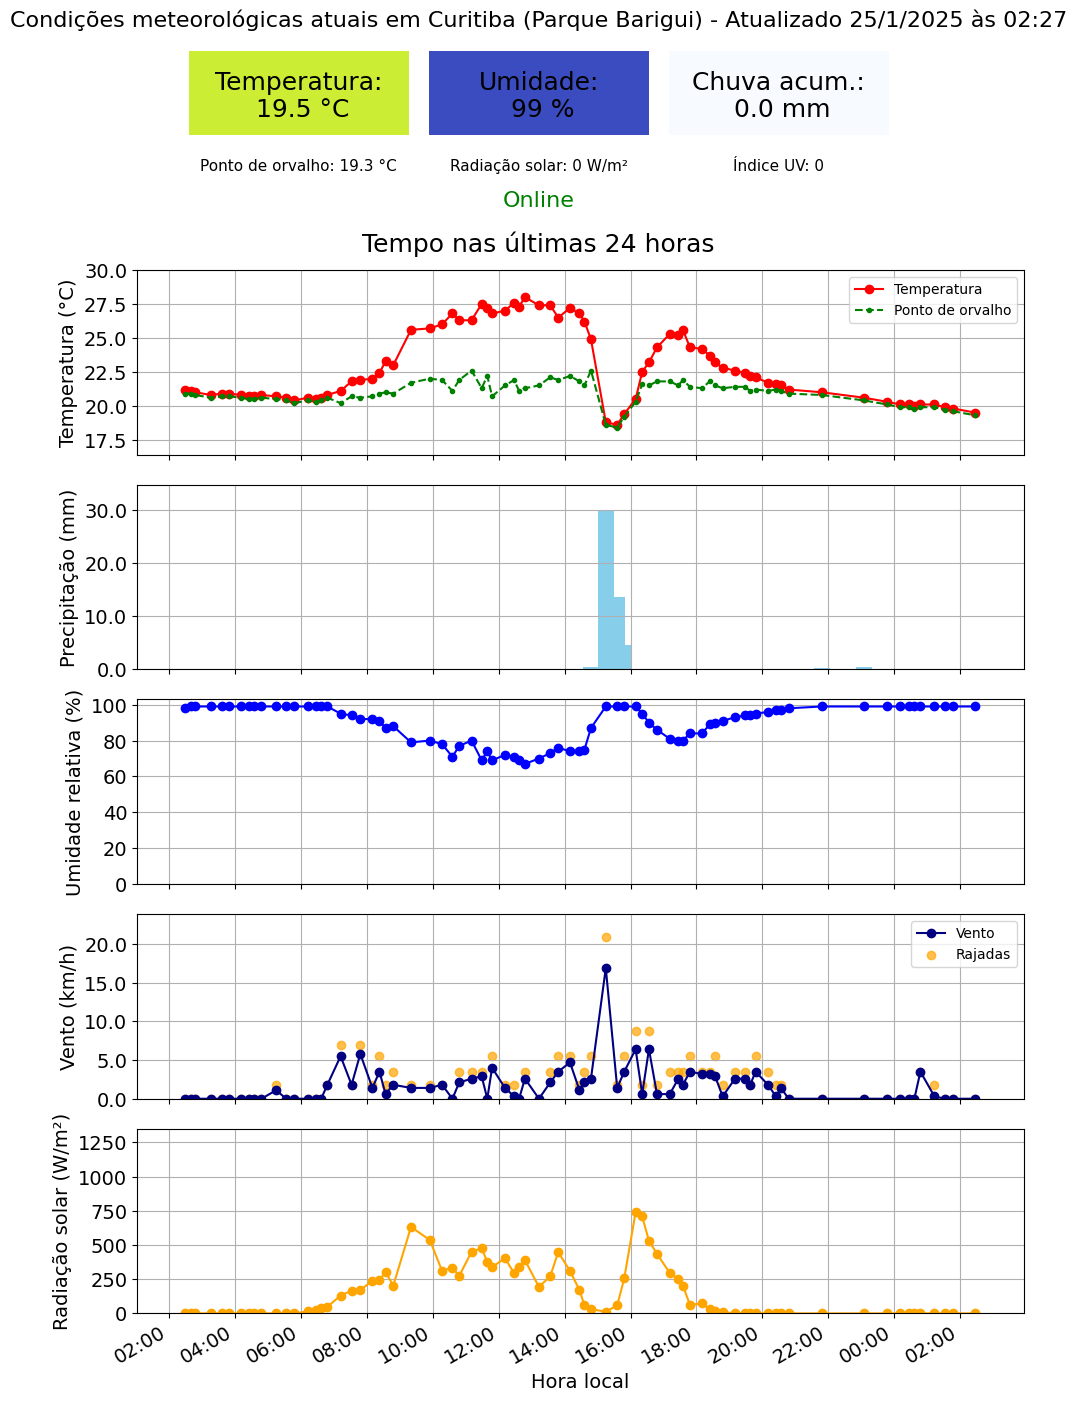 Condições meteorológicas atuais em Curitiba (Parque Barigui) - Atualizado 25/1/2025 às 02:27
Temperatura:
19.5 °C
Umidade:
99 %
Chuva acum.:
0.0 mm
Ponto de orvalho: 19.3 °C
Radiação solar: 0 W/m²
Índice UV: 0
Online
Tempo nas últimas 24 horas
Temperatura (°C)
30.0
27.5
25.0
22.5
20.0
17.5
Temperatura
Ponto de orvalho
Precipitação (mm)
30.0
20.0
10.0
0.0
Umidade relativa (%)
100
80
60
40
20
0
Vento (km/h)
20.0
15.0
10.0
5.0
0.0
Vento
Rajadas
Radiação solar (W/m²)
1250
1000
750
500
250
0
02:00
04:00
06:00
08:00
10:00
12:00
14:00
16:00
18:00
20:00
22:00
00:00
02:00
Hora local